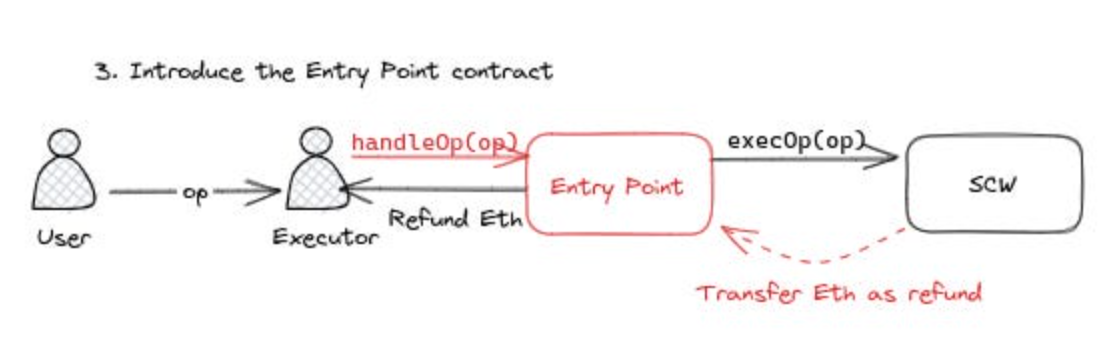 3. Introduce the Entry Point contract
handleOp(op)
execOp(op)
op
Entry Point
SCW
Refund Eth
User
Executor
Transfer Eth as refund